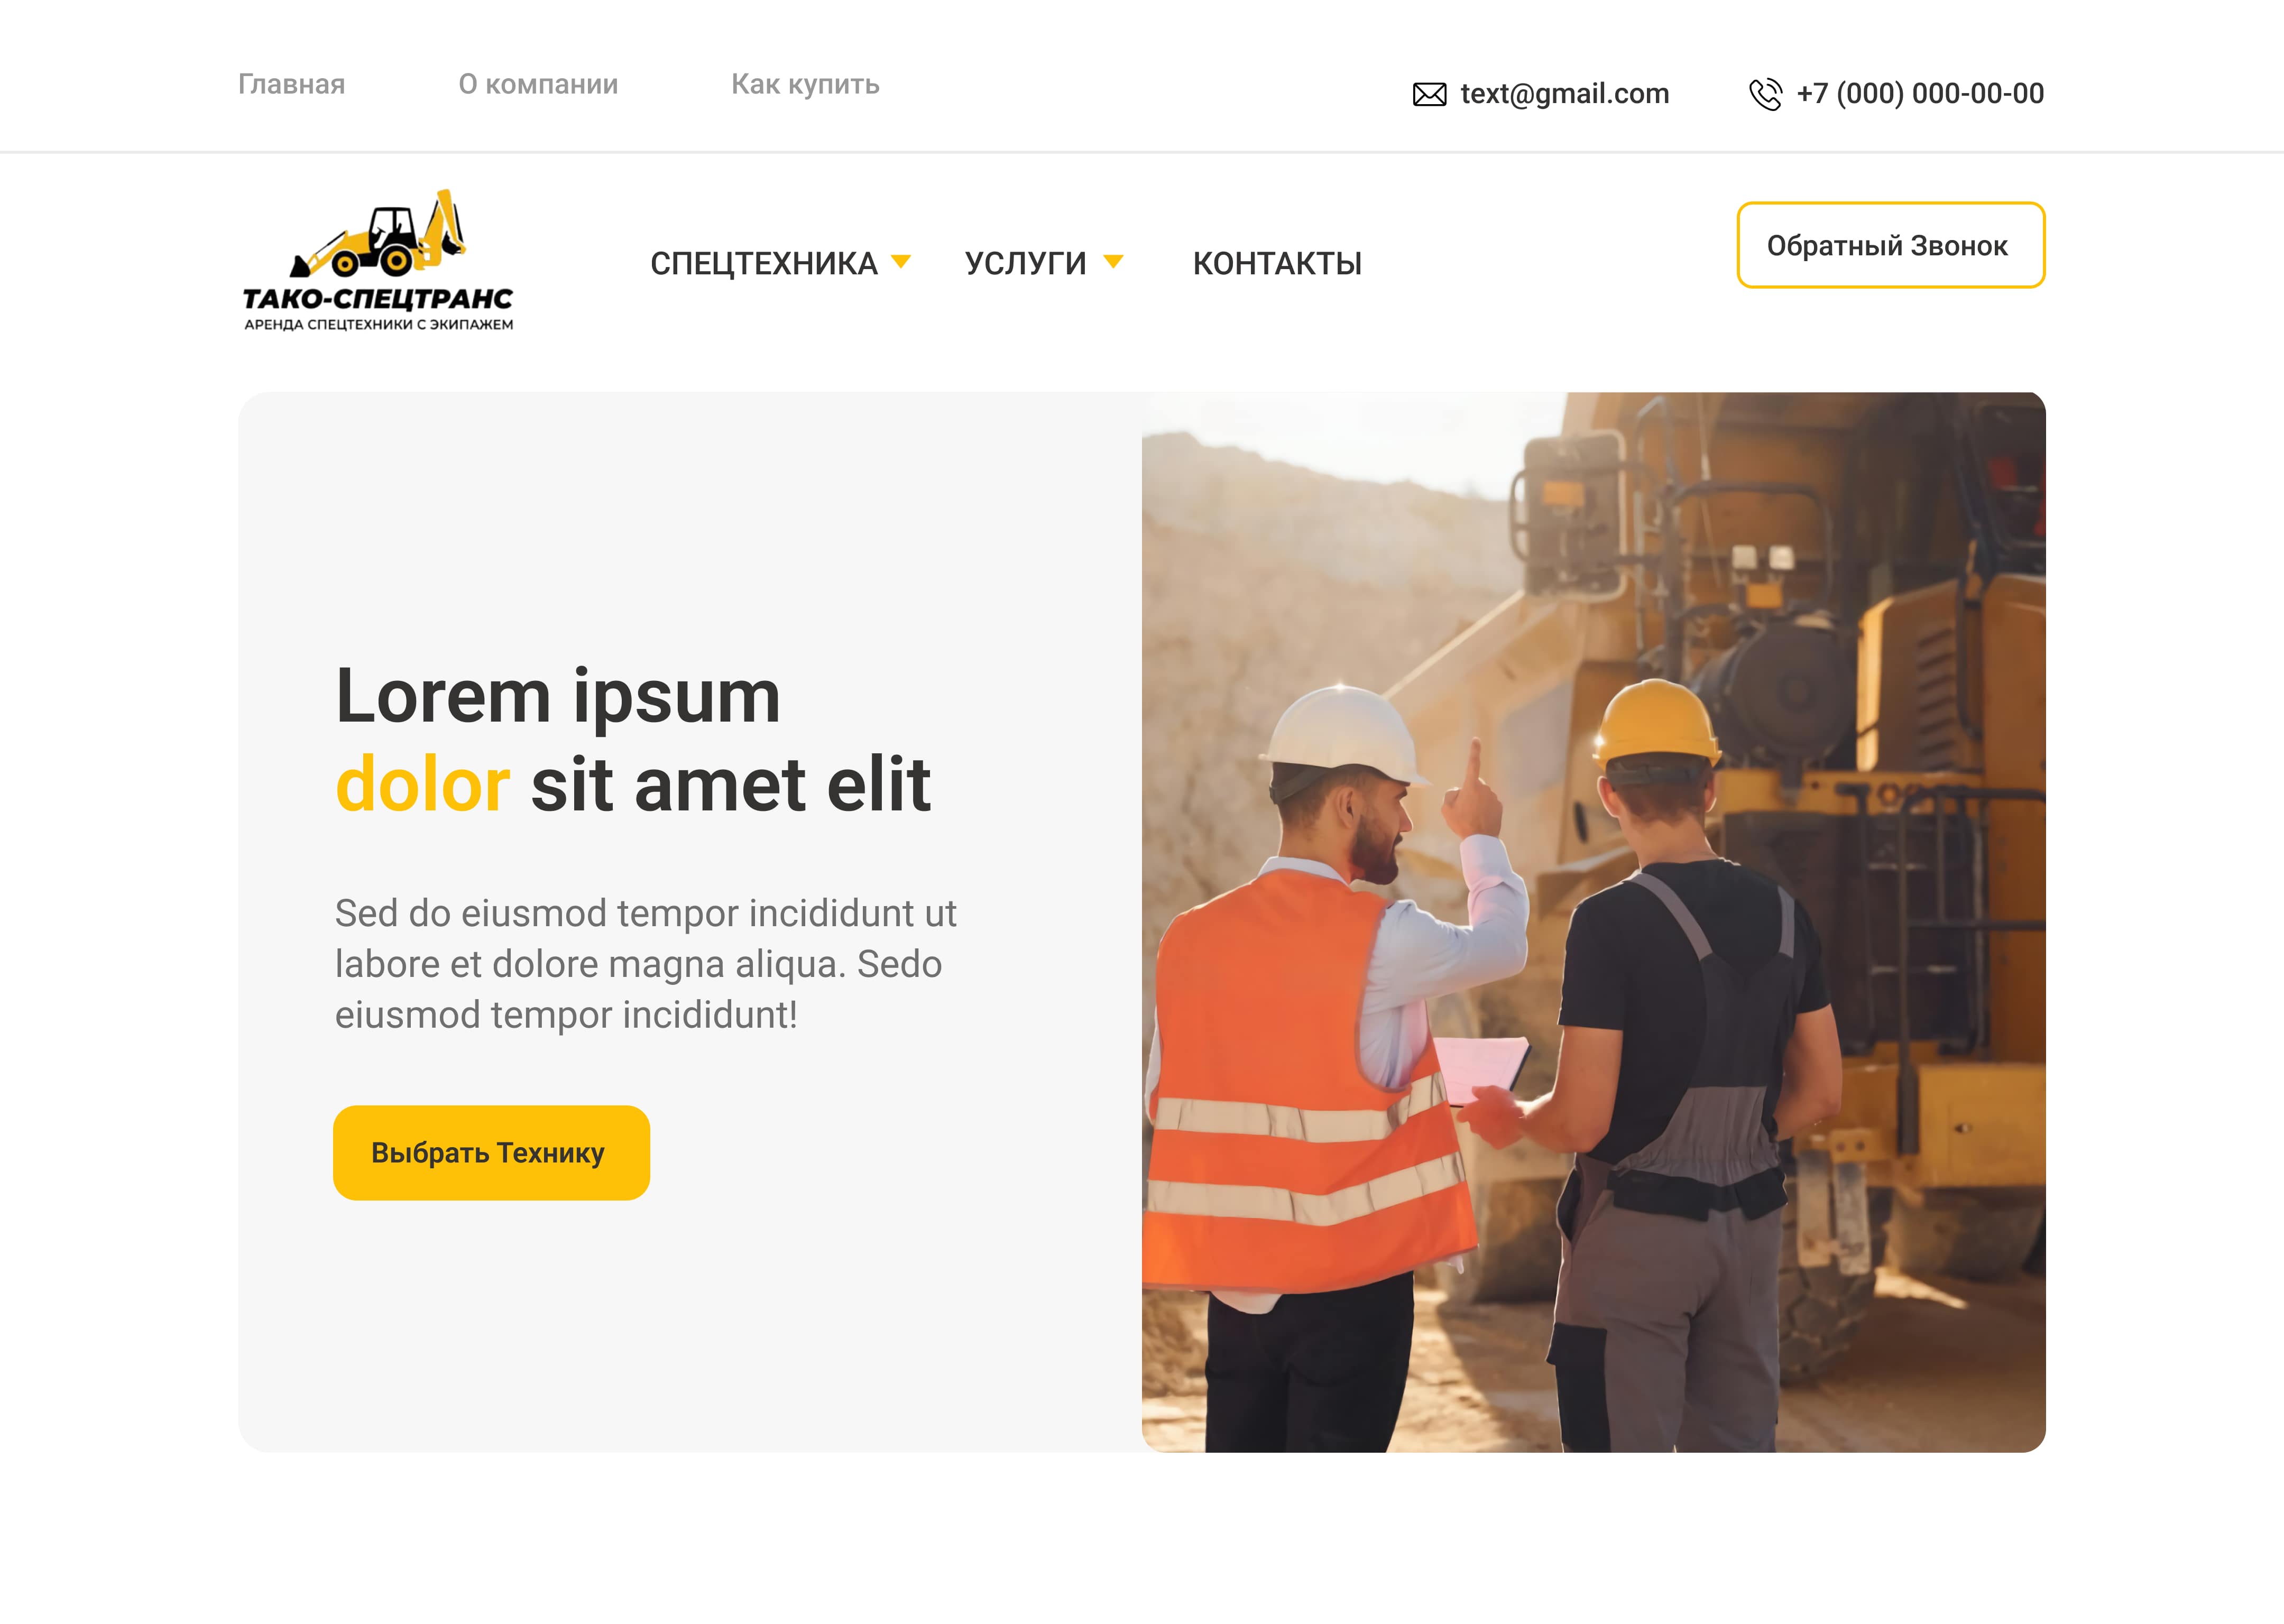 Главная
О компании
Как купить
text@gmail.com
+7 (000) 000-00-00
ТАКО-СПЕЦТРАНС
АРЕНДА СПЕЦТЕХНИКИ С ЭКИПАЖЕМ
СПЕЦТЕХНИКА
УСЛУГИ
КОНТАКТЫ
Обратный Звонок
Lorem ipsum
dolor sit amet elit
Sed do eiusmod tempor incididunt ut
labore et dolore magna aliqua. Sedo
eiusmod tempor incididunt!
Выбрать Технику